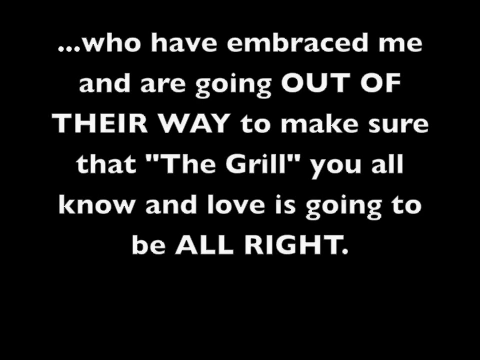 ...who have embraced me
and are going OUT OF
THEIR WAY to make sure
that "The Grill" you all
know and love is going to
be ALL RIGHT.